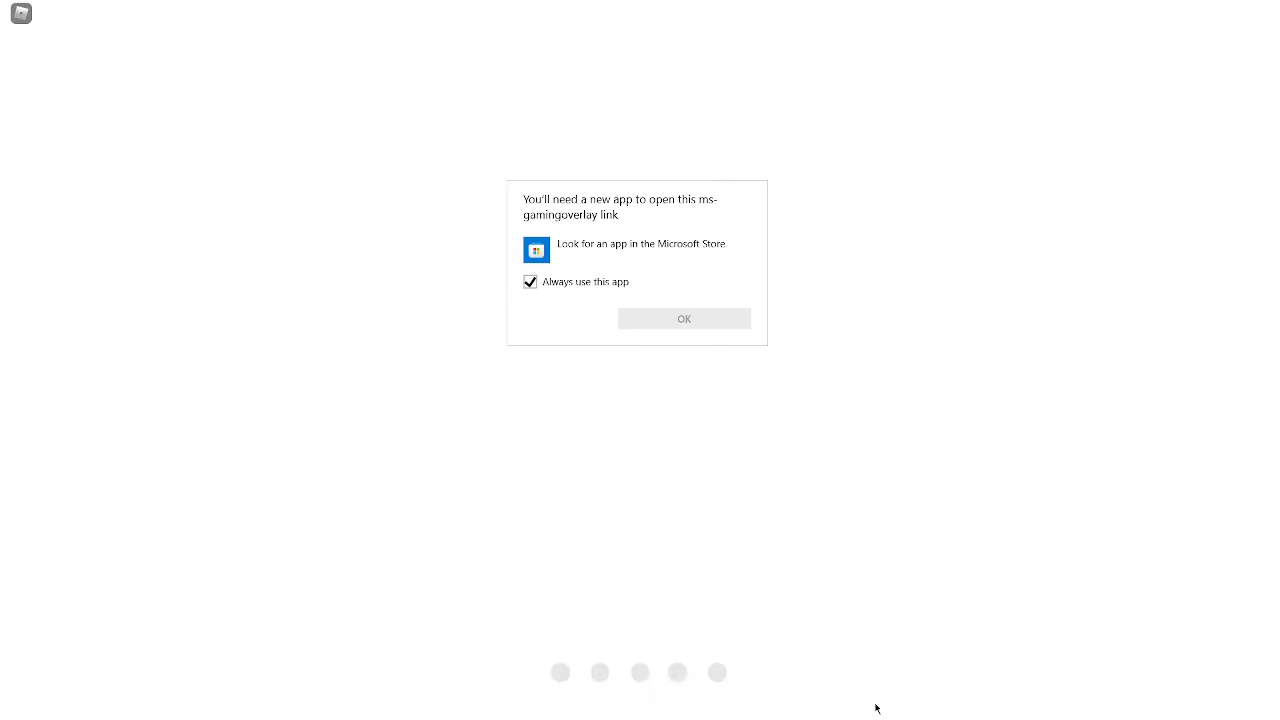 You'll need a new app to open this ms-
gamingoverlay link
Look for an app in the Microsoft Store
Always use this app
OK